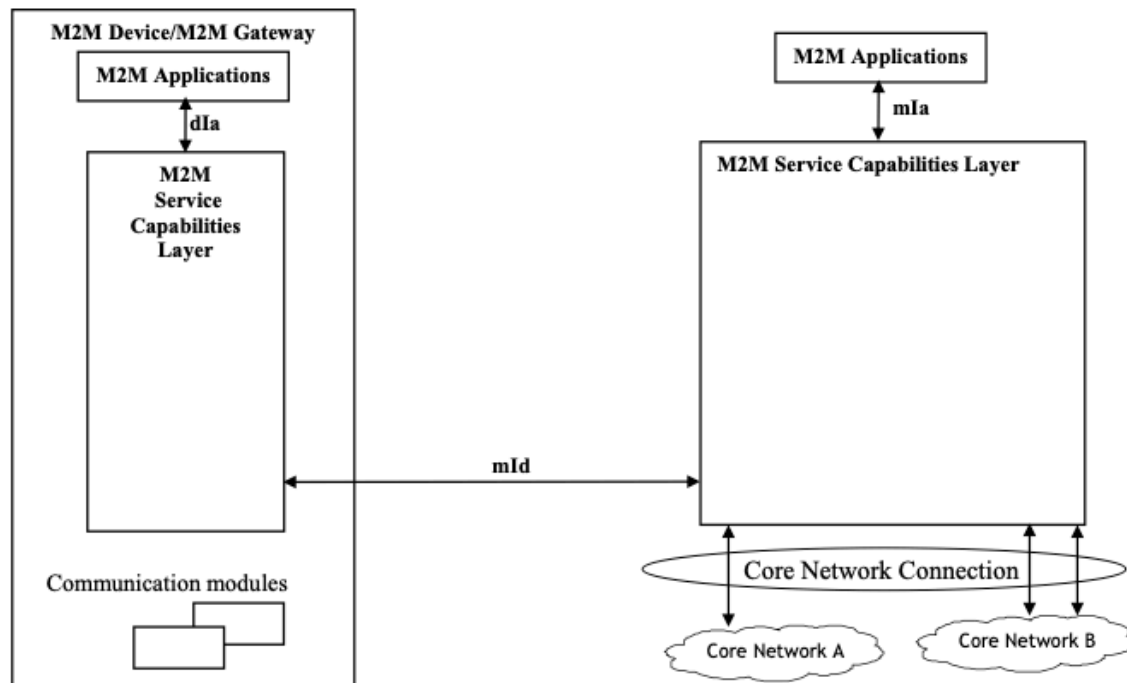 M2M Device/M2M Gateway
M2M Applications
dIa
M2M
Service
Capabilities
Layer
Communication modules
mId
M2M Applications
mIa
M2M Service Capabilities Layer
Core Network Connection
Core Network A
Core Network B